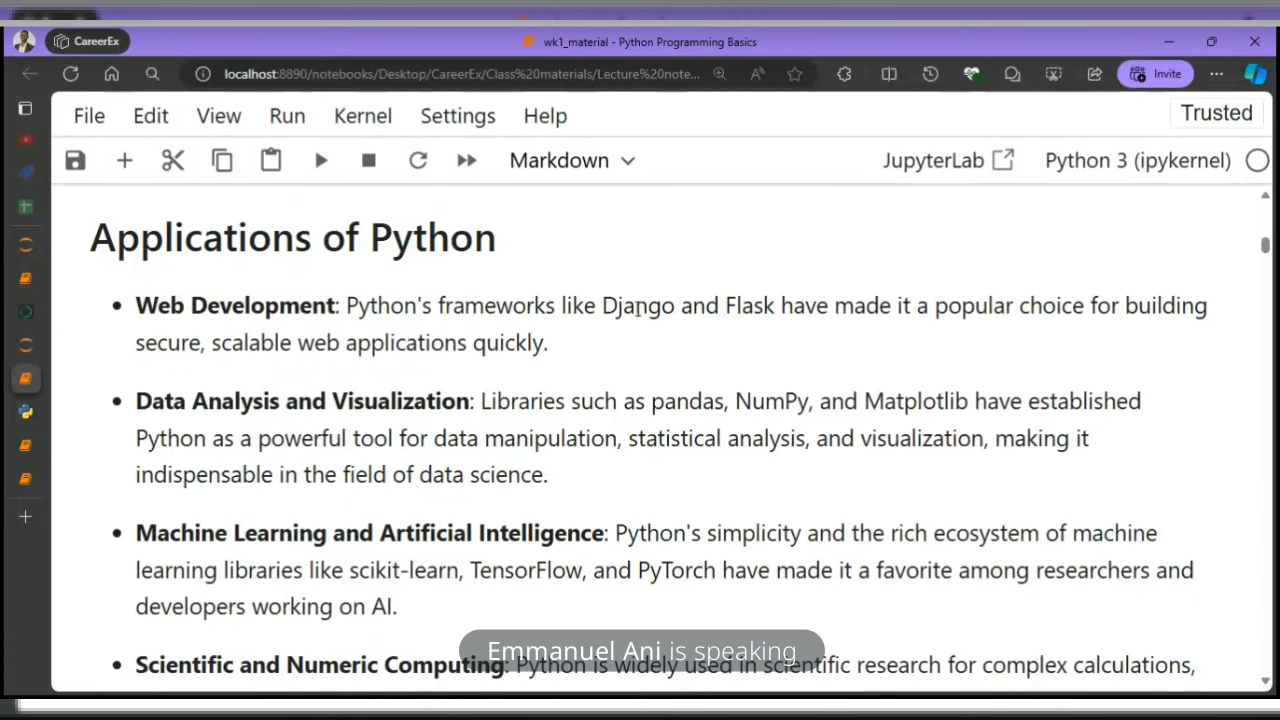 CareerEx
wk1_material - Python Programming Basics
localhost:8890/notebooks/Desktop/CareerEx/Class%20materials/Lecture%20note...
Invite
File Edit View Run Kernel Settings Help
Trusted
Markdown
JupyterLab
Python 3 (ipykernel)
Applications of Python
• Web Development: Python's frameworks like Django and Flask have made it a popular choice for building
secure, scalable web applications quickly.
• Data Analysis and Visualization: Libraries such as pandas, NumPy, and Matplotlib have established
Python as a powerful tool for data manipulation, statistical analysis, and visualization, making it
indispensable in the field of data science.
• Machine Learning and Artificial Intelligence: Python's simplicity and the rich ecosystem of machine
learning libraries like scikit-learn, TensorFlow, and PyTorch have made it a favorite among researchers and
developers working on AI.
Emmanuel Ani is speaking
• Scientific and Numeric Computing: Python is widely used in scientific research for complex calculations,